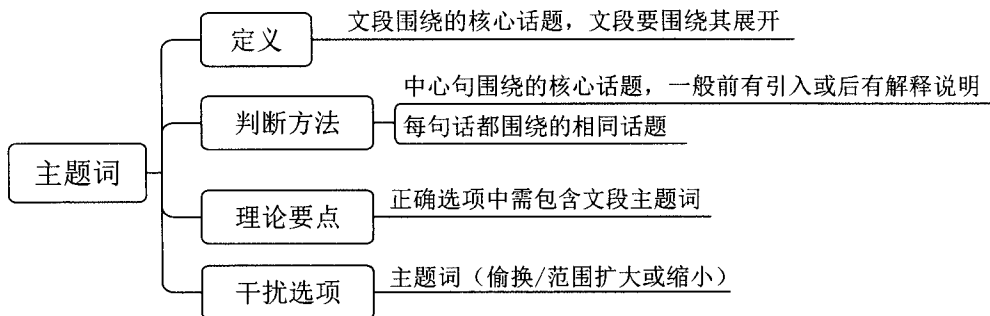 定义
文段围绕的核心话题，文段要围绕其展开
中心句围绕的核心话题，一般前有引入或后有解释说明
判断方法
每句话都围绕的相同话题
主题词
理论要点
正确选项中需包含文段主题词
干扰选项
主题词（偷换/范围扩大或缩小）